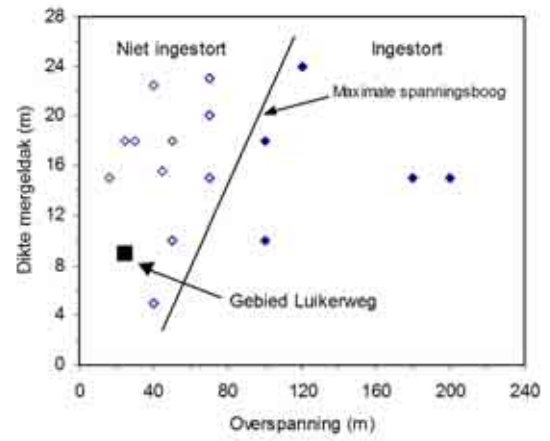 28
24
20
16
12
8
4
0
Dikte mergeldak (m)
Niet ingestort
Ingestort
Maximale spanningsboog
Gebied Luikerweg
0 40 80 120 160 200 240
Overspanning (m)